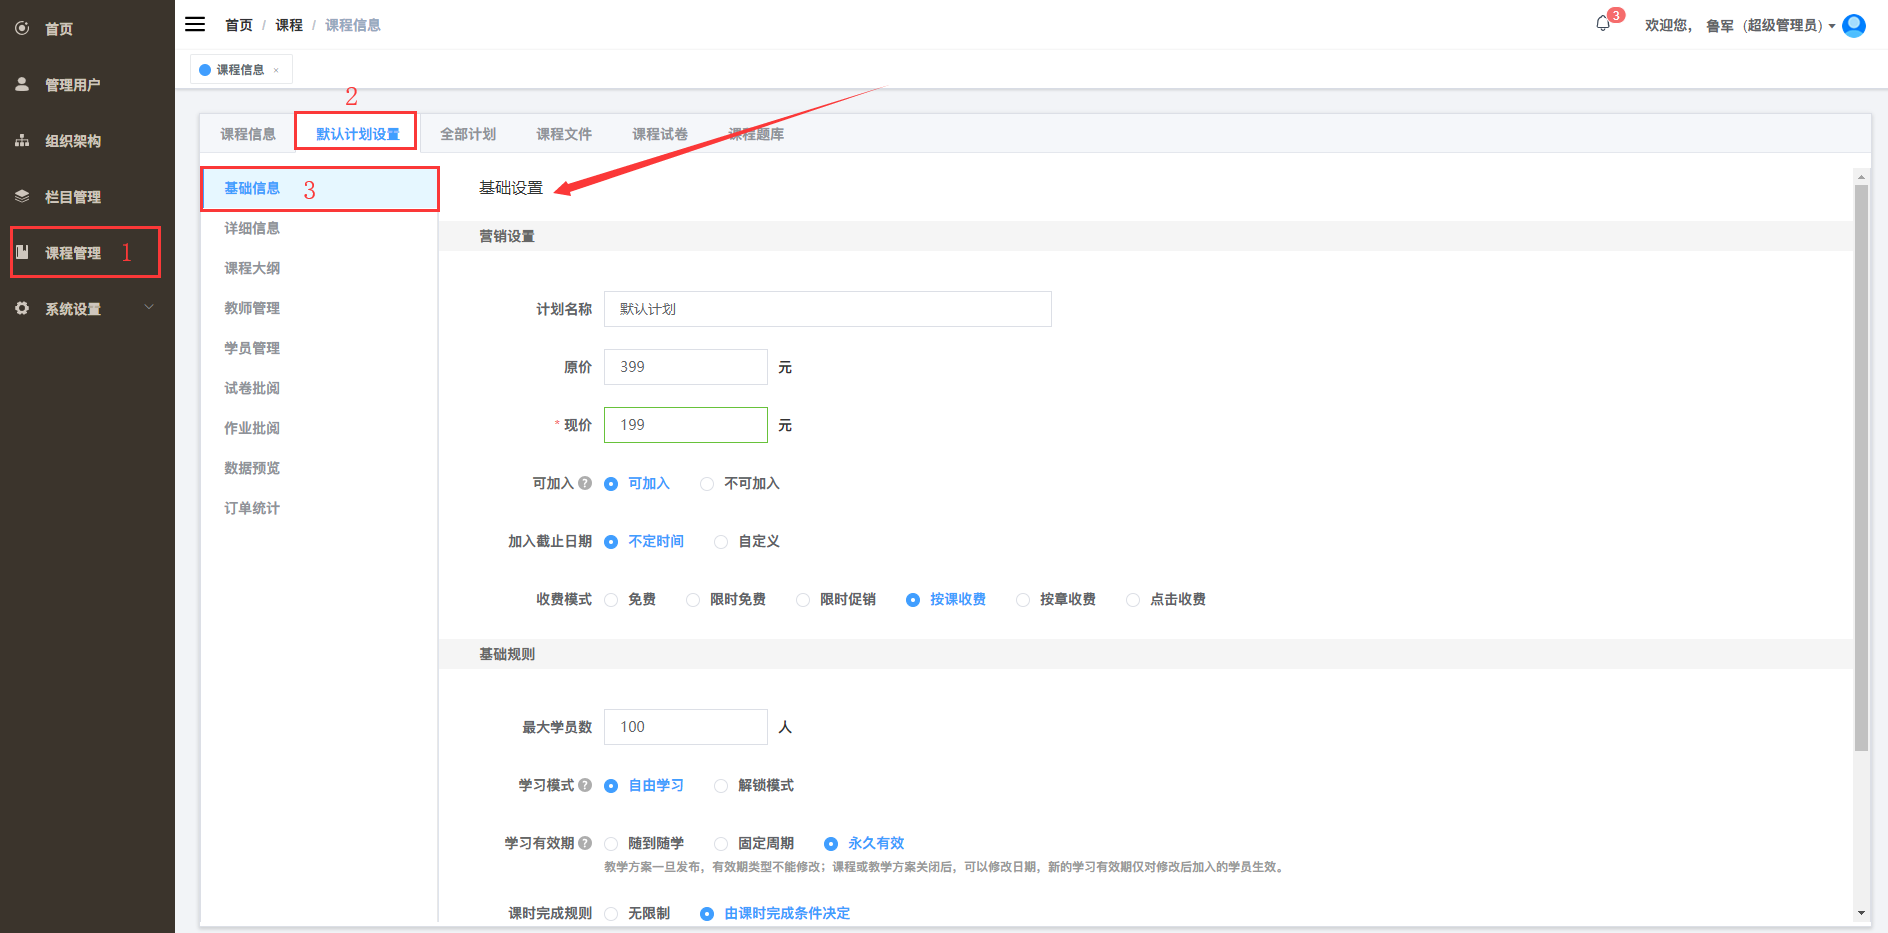 首页
管理用户
组织架构
栏目管理
课程管理 1
系统设置
首页 / 课程 / 课程信息
3
欢迎您， 鲁军 (超级管理员)
课程信息 ×
2
课程信息 默认计划设置 全部计划 课程文件 课程试卷 课程题库
基础信息 3
详细信息
课程大纲
教师管理
学员管理
试卷批阅
作业批阅
数据预览
订单统计
基础设置
营销设置
计划名称 默认计划
原价 399 元
* 现价 199 元
可加入 ? 可加入 不可加入
加入截止日期 不定时间 自定义
收费模式 免费 限时免费 限时促销 按课收费 按章收费 点击收费
基础规则
最大学员数 100 人
学习模式 ? 自由学习 解锁模式
学习有效期 ? 随到随学 固定周期 永久有效
教学方案一旦发布，有效期类型不能修改；课程或教学方案关闭后，可以修改日期，新的学习有效期仅对修改后加入的学员生效。
课时完成规则 无限制 由课时完成条件决定